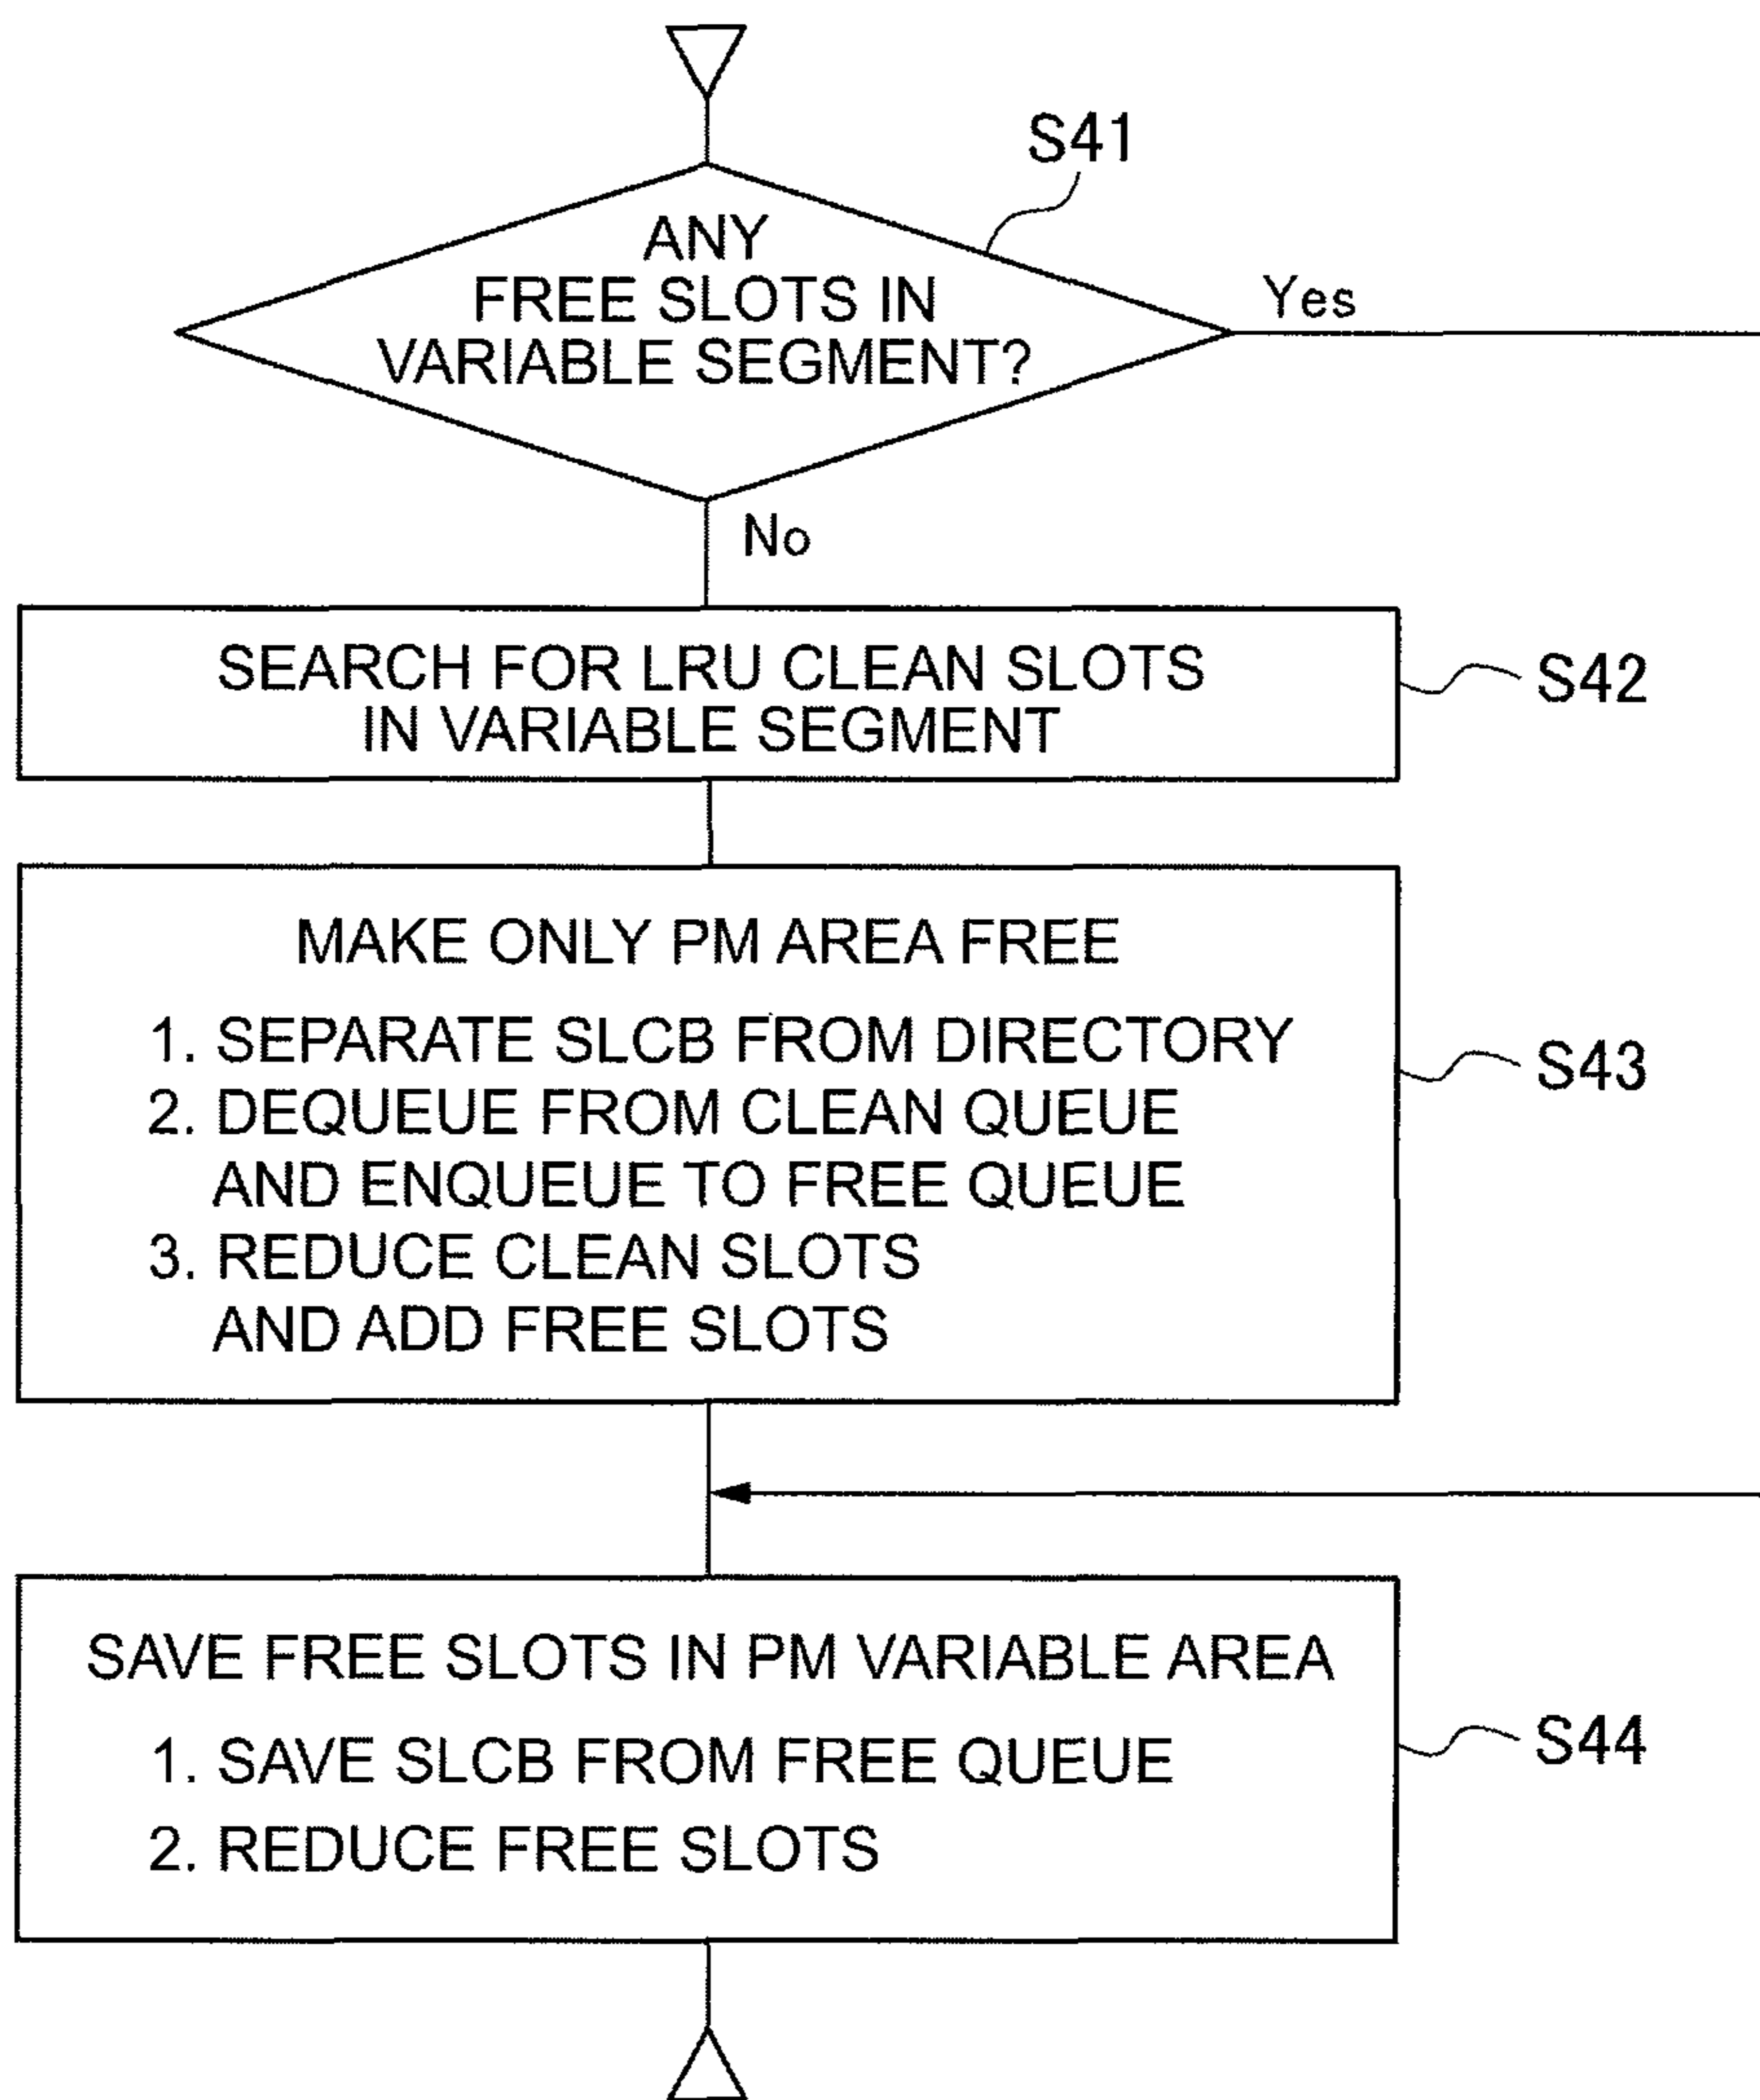 S41
ANY
FREE SLOTS IN
VARIABLE SEGMENT?
Yes
No
SEARCH FOR LRU CLEAN SLOTS
IN VARIABLE SEGMENT
S42
MAKE ONLY PM AREA FREE
1. SEPARATE SLCB FROM DIRECTORY
2. DEQUEUE FROM CLEAN QUEUE
AND ENQUEUE TO FREE QUEUE
3. REDUCE CLEAN SLOTS
AND ADD FREE SLOTS
S43
SAVE FREE SLOTS IN PM VARIABLE AREA
1. SAVE SLCB FROM FREE QUEUE
2. REDUCE FREE SLOTS
S44